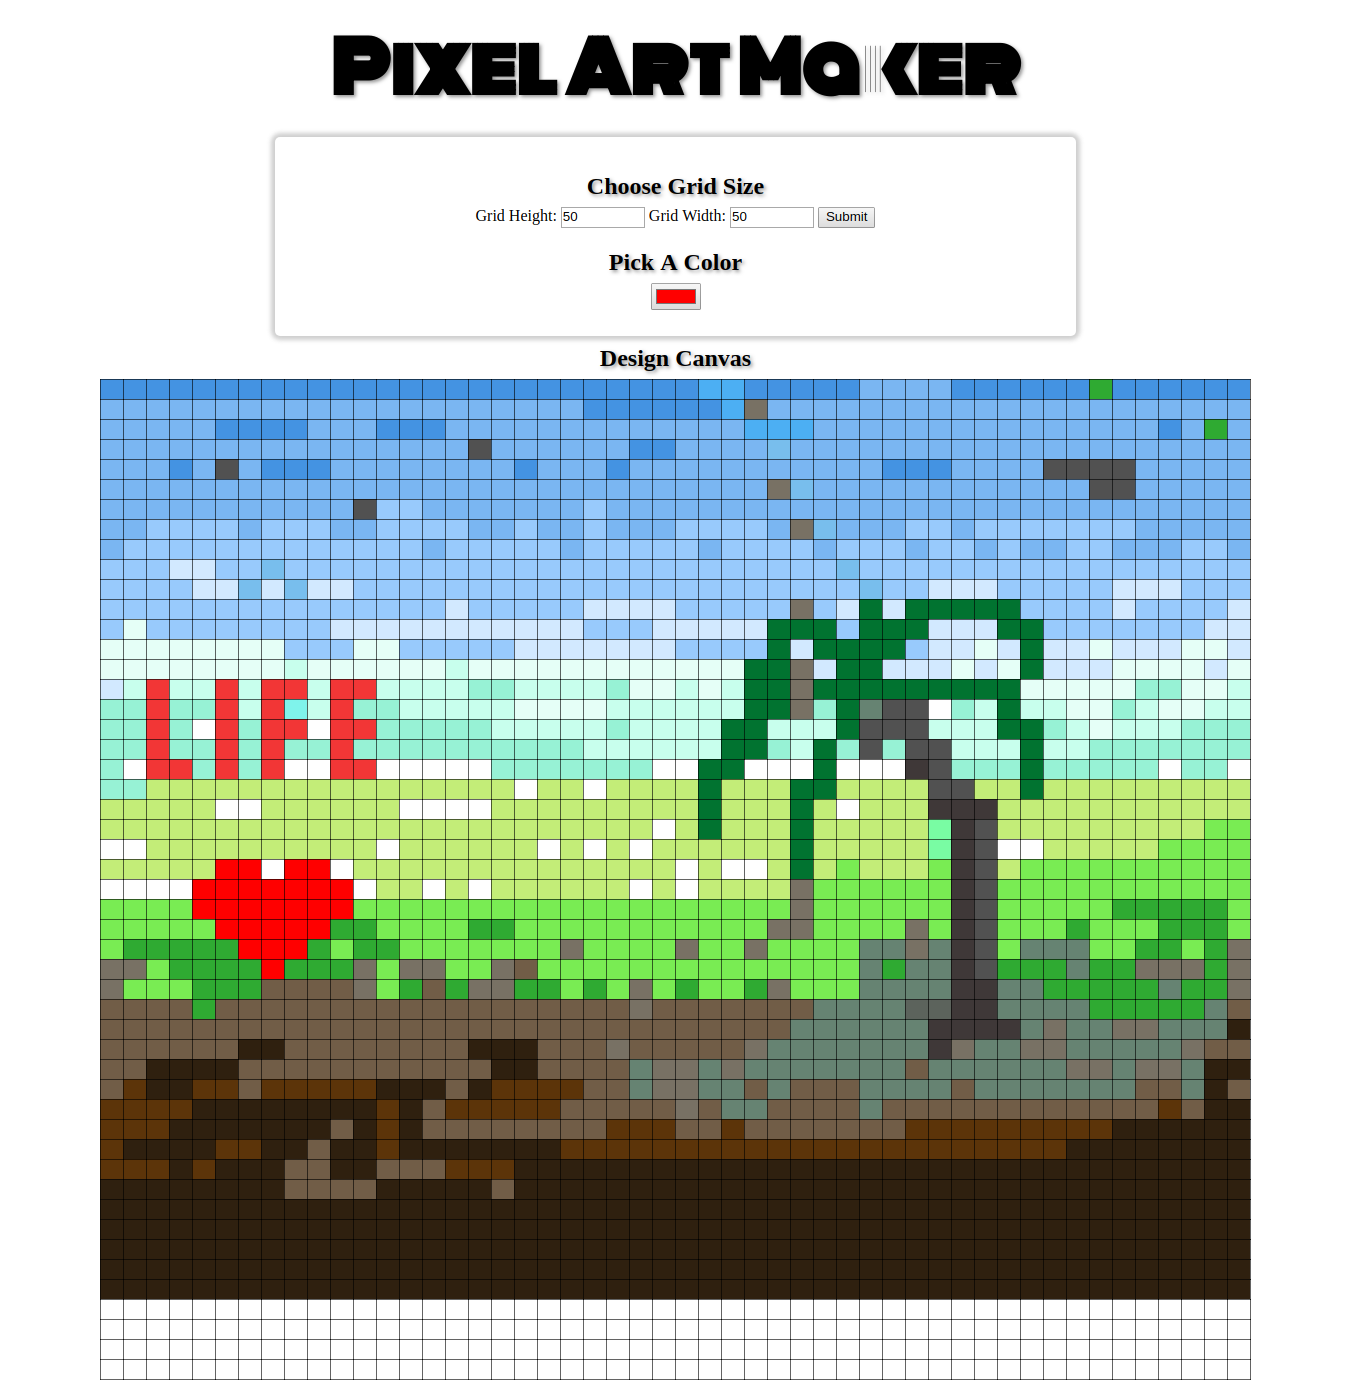 Pixel Art Maker
Choose Grid Size
Grid Height: 50 Grid Width: 50 Submit
Pick A Color
Design Canvas
LIFE